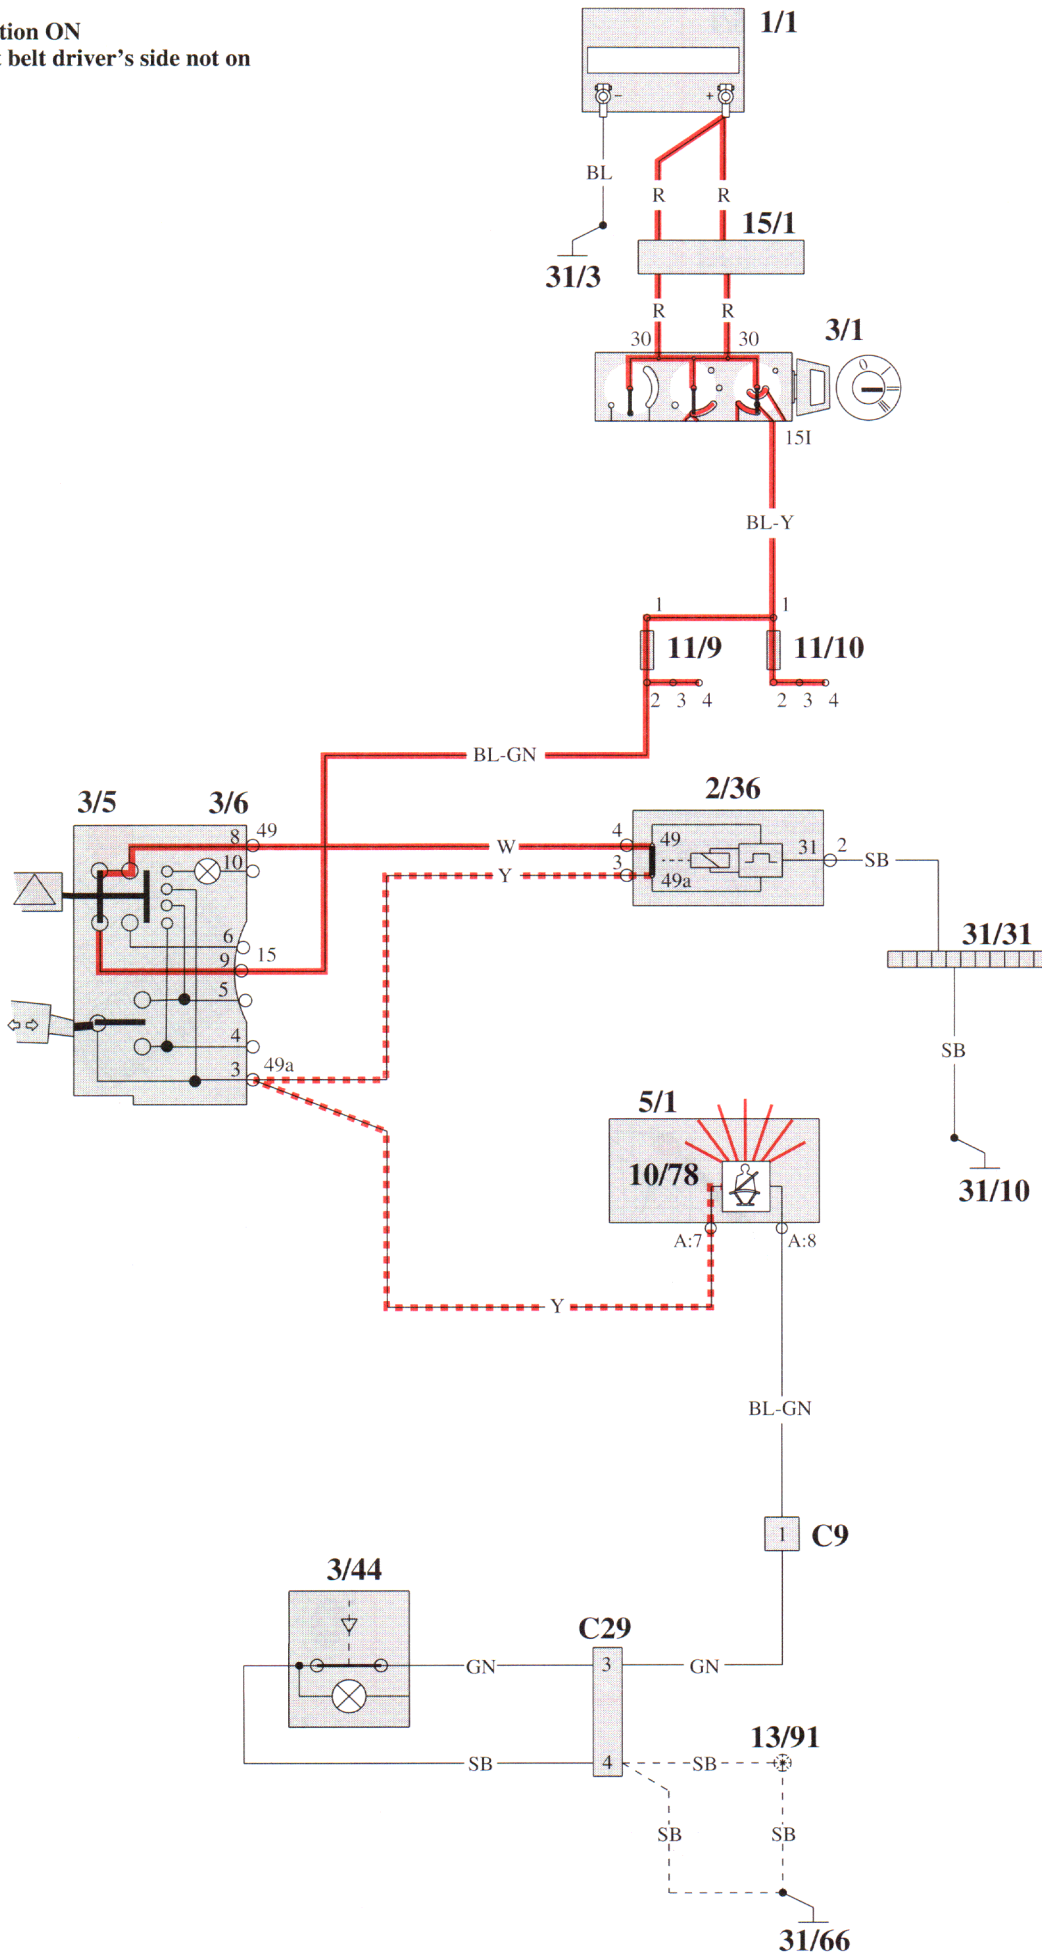 tion ON
belt driver's side not on
1/1
−
+
BL
R
R
15/1
31/3
R
R
3/1
30
30
0
I
II
III
15I
BL-Y
1
1
11/9
11/10
2
3
4
2
3
4
BL-GN
2/36
3/5
3/6
8
49
W
4
49
31
2
SB
10
Y
3
49a
6
31/31
9
15
5
4
SB
3
49a
5/1
10/78
31/10
A:7
A:8
Y
BL-GN
1
C9
3/44
C29
GN
3
GN
13/91
SB
4
SB
SB
SB
31/66